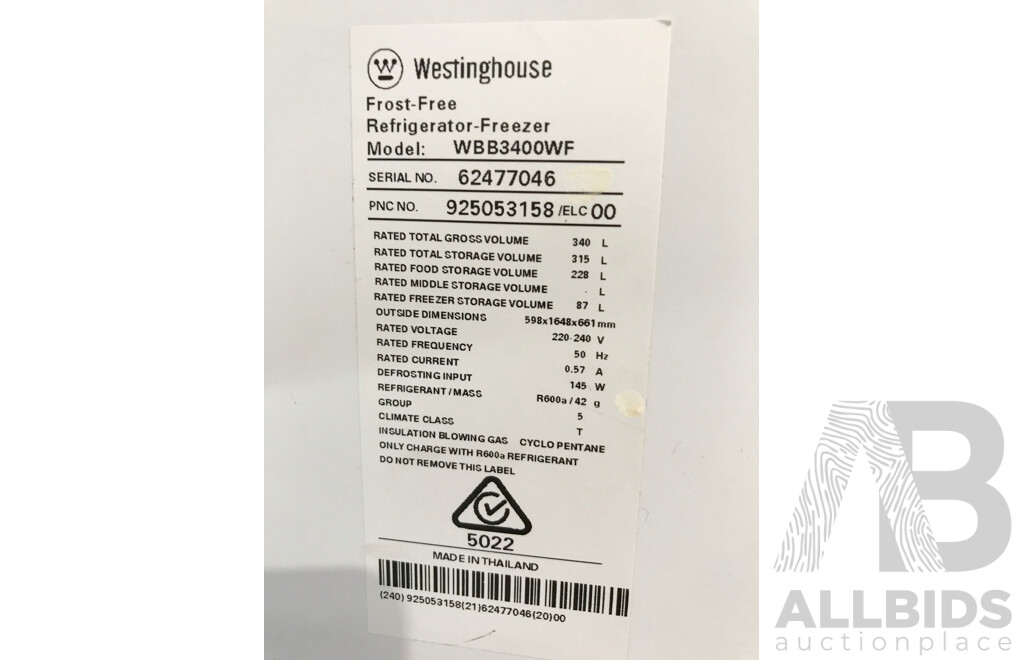 Westinghouse
Frost-Free
Refrigerator-Freezer
Model: WBB3400WF
SERIAL NO. 62477046
PNC NO. 925053158 /ELC 00
RATED TOTAL GROSS VOLUME 340 L
RATED TOTAL STORAGE VOLUME 315 L
RATED FOOD STORAGE VOLUME 228 L
RATED MIDDLE STORAGE VOLUME - L
RATED FREEZER STORAGE VOLUME 87 L
OUTSIDE DIMENSIONS 598x1648x661 mm
RATED VOLTAGE 220-240 V
RATED FREQUENCY 50 Hz
RATED CURRENT 0.57 A
DEFROSTING INPUT 145 W
REFRIGERANT / MASS R600a / 42 g
GROUP 5
CLIMATE CLASS T
INSULATION BLOWING GAS CYCLO PENTANE
ONLY CHARGE WITH R600a REFRIGERANT
DO NOT REMOVE THIS LABEL
5022
MADE IN THAILAND
(240) 925053158(21)62477046(20)00
AB
ALLBIDS
auctionplace